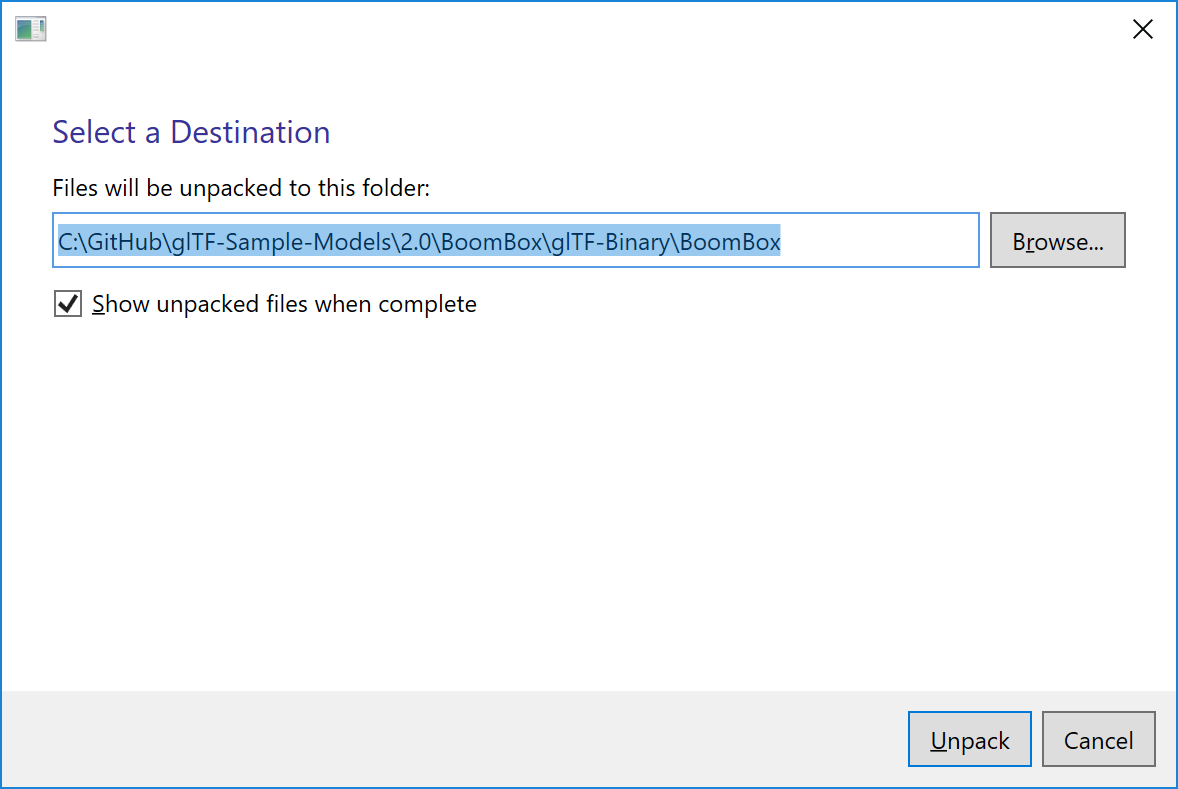 Select a Destination
Files will be unpacked to this folder:
C:\GitHub\glTF-Sample-Models\2.0\BoomBox\glTF-Binary\BoomBox
Browse...
Show unpacked files when complete
Unpack
Cancel